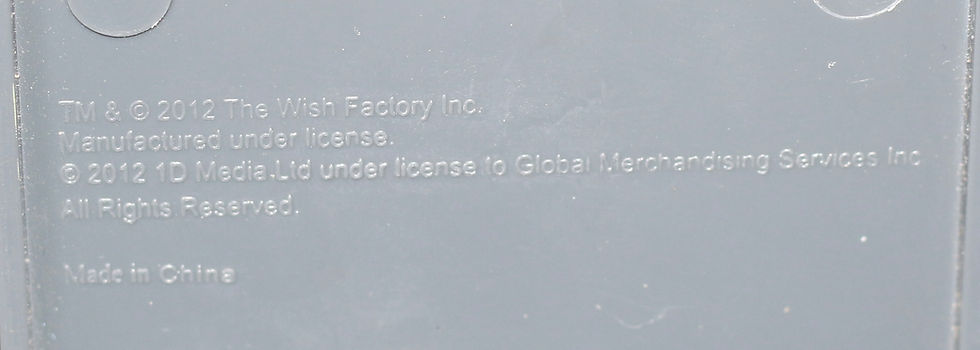 TM & © 2012 The Wish Factory Inc.
Manufactured under license.
© 2012 1D Media Ltd under license to Global Merchandising Services Inc
All Rights Reserved.
Made in China